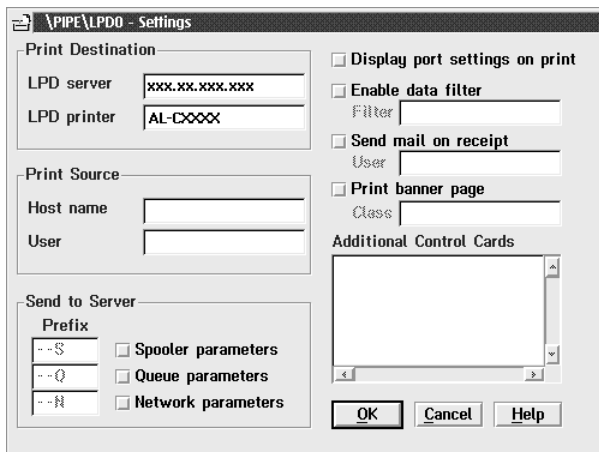 \PIPE\LPD0 - Settings
Print Destination
LPD server xxx.xx.xxx.xxx
LPD printer AL-CXXXX
Print Source
Host name
User
Send to Server
Prefix
--S Spooler parameters
--Q Queue parameters
--N Network parameters
Display port settings on print
Enable data filter
Filter
Send mail on receipt
User
Print banner page
Class
Additional Control Cards
OK Cancel Help